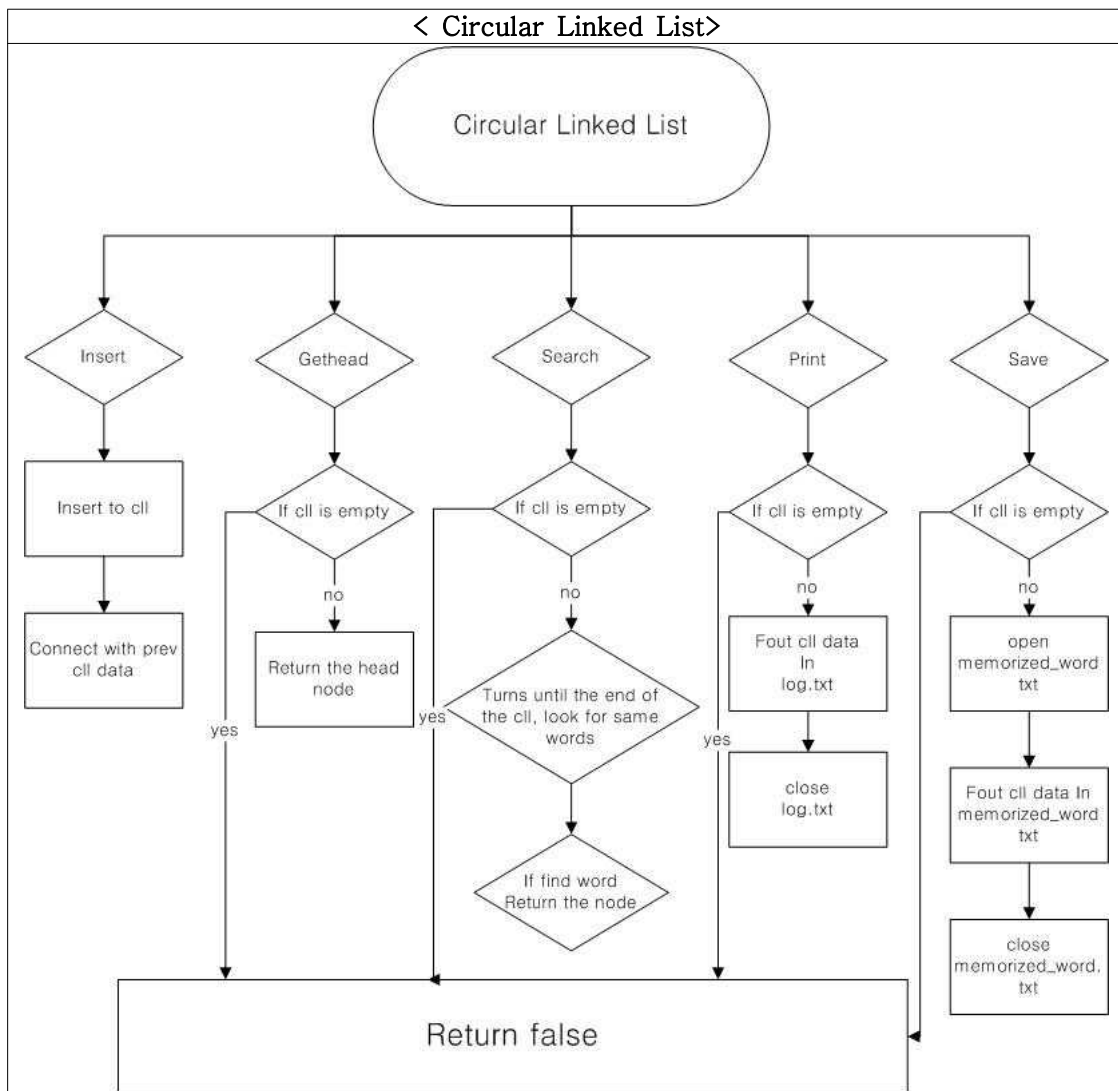 < Circular Linked List>
Circular Linked List
Insert
Gethead
Search
Print
Save
Insert to cll
If cll is empty
If cll is empty
If cll is empty
If cll is empty
no
no
no
no
Connect with prev
cll data
Return the head
node
Turns until the end of
the cll, look for same
words
Fout cll data
In
log.txt
open
memorized_word
txt
yes
yes
yes
close
log.txt
Fout cll data In
memorized_word
txt
If find word
Return the node
close
memorized_word.
txt
Return false